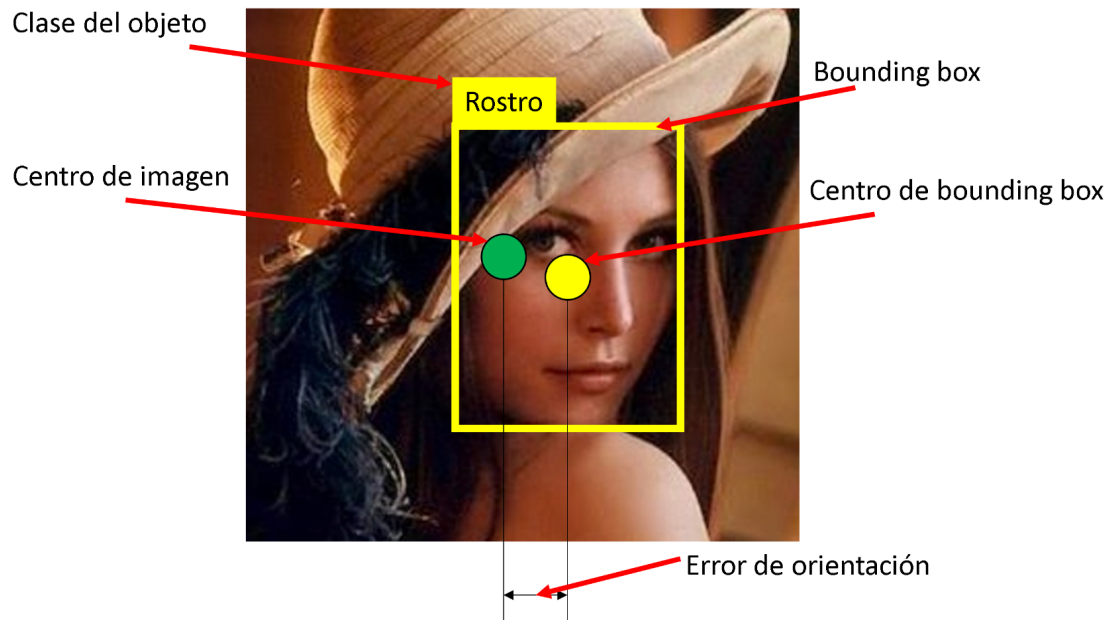 Clase del objeto
Bounding box
Rostro
Centro de imagen
Centro de bounding box
Error de orientación